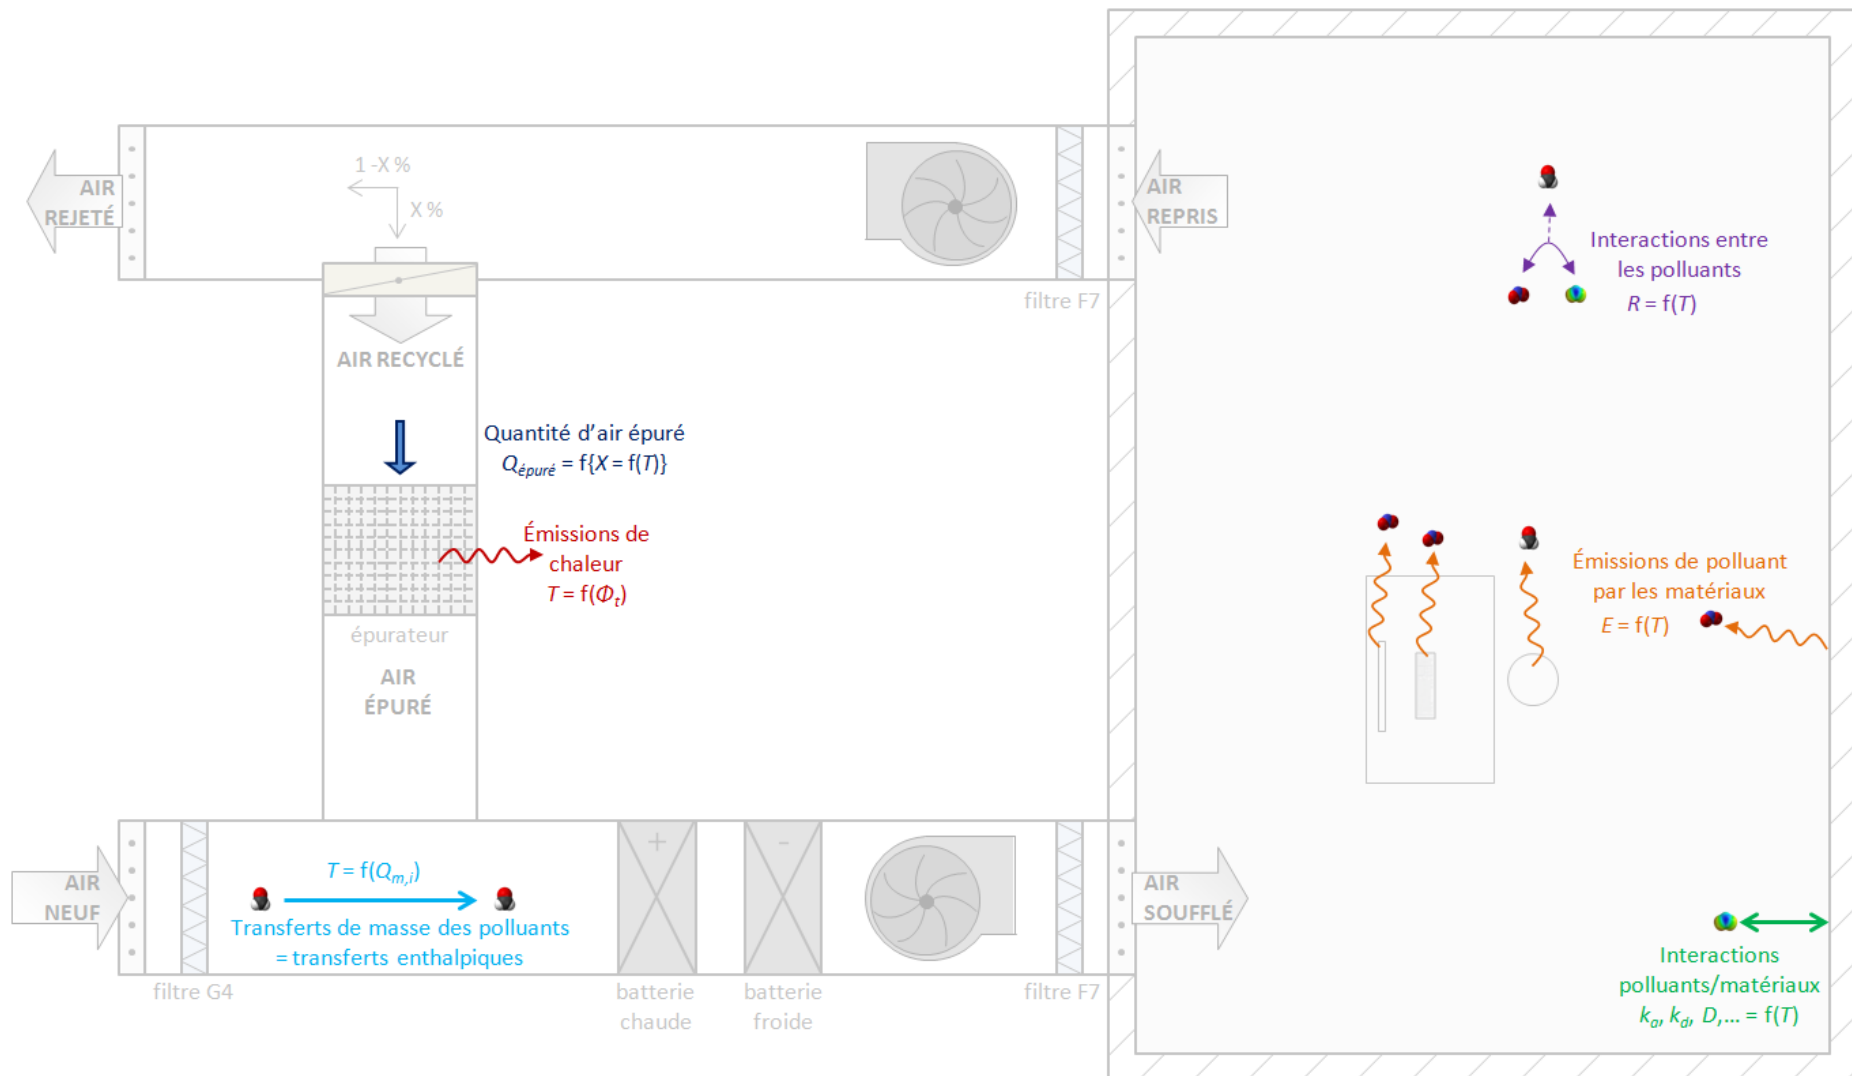 1 -X %
X %
AIR
REJETÉ
AIR
REPRIS
filtre F7
AIR RECYCLÉ
Quantité d’air épuré
Qépuré = f{X = f(T)}
Émissions de
chaleur
T = f(Φt)
épurateur
AIR
ÉPURÉ
Interactions entre
les polluants
R = f(T)
Émissions de polluant
par les matériaux
E = f(T)
AIR
NEUF
T = f(Qm,i)
Transferts de masse des polluants
= transferts enthalpiques
+
-
AIR
SOUFFLÉ
filtre G4
batterie
chaude
batterie
froide
filtre F7
Interactions
polluants/matériaux
ka, kd, D,... = f(T)